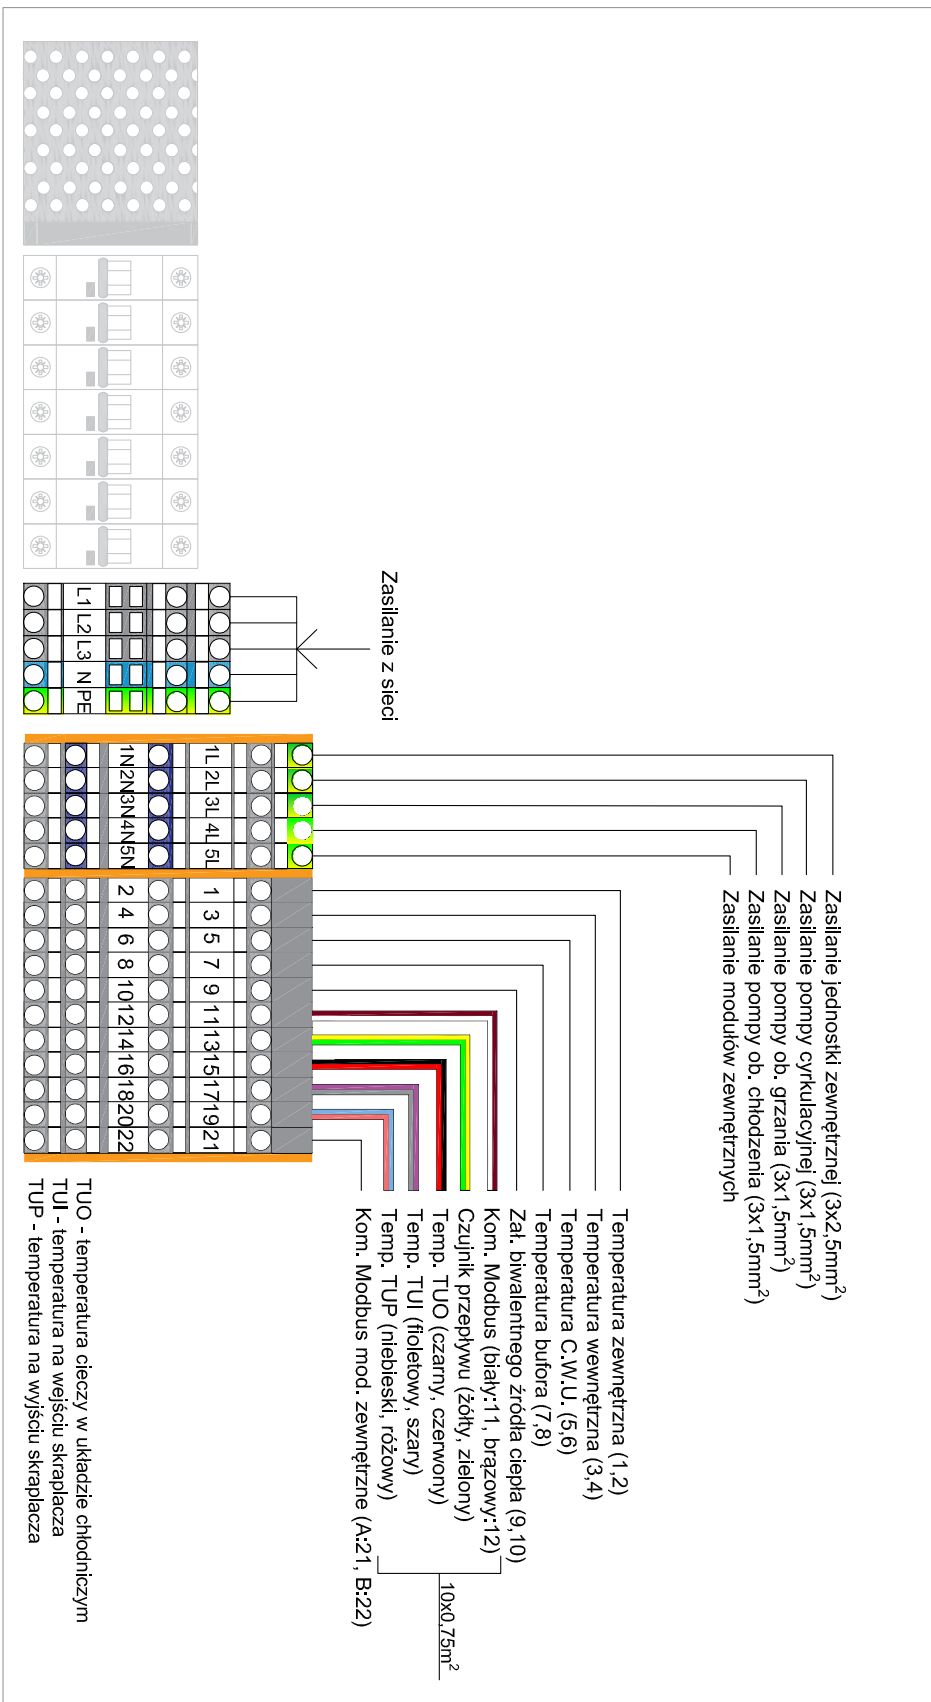 Zasilanie z sieci
L1 L2 L3 N PE
1L 2L 3L 4L 5L
1N 2N 3N 4N 5N
1 3 5 7 9 11 13 15 17 19 21
2 4 6 8 10 12 14 16 18 20 22
Zasilanie jednostki zewnętrznej (3x2,5mm²)
Zasilanie pompy cyrkulacyjnej (3x1,5mm²)
Zasilanie pompy ob. grzania (3x1,5mm²)
Zasilanie pompy ob. chłodzenia (3x1,5mm²)
Zasilanie modułów zewnętrznych
Temperatura zewnętrzna (1,2)
Temperatura wewnętrzna (3,4)
Temperatura C.W.U. (5,6)
Temperatura bufora (7,8)
Zał. biwalentnego źródła ciepła (9,10)
Kom. Modbus (biały:11, brązowy:12)
Czujnik przepływu (żółty, zielony)
Temp. TUO (czarny, czerwony)
Temp. TUI (fioletowy, szary)
Temp. TUP (niebieski, różowy)
Kom. Modbus mod. zewnętrzne (A:21, B:22)
10x0,75m²
TUO - temperatura cieczy w układzie chłodniczym
TUI - temperatura na wejściu skraplacza
TUP - temperatura na wyjściu skraplacza